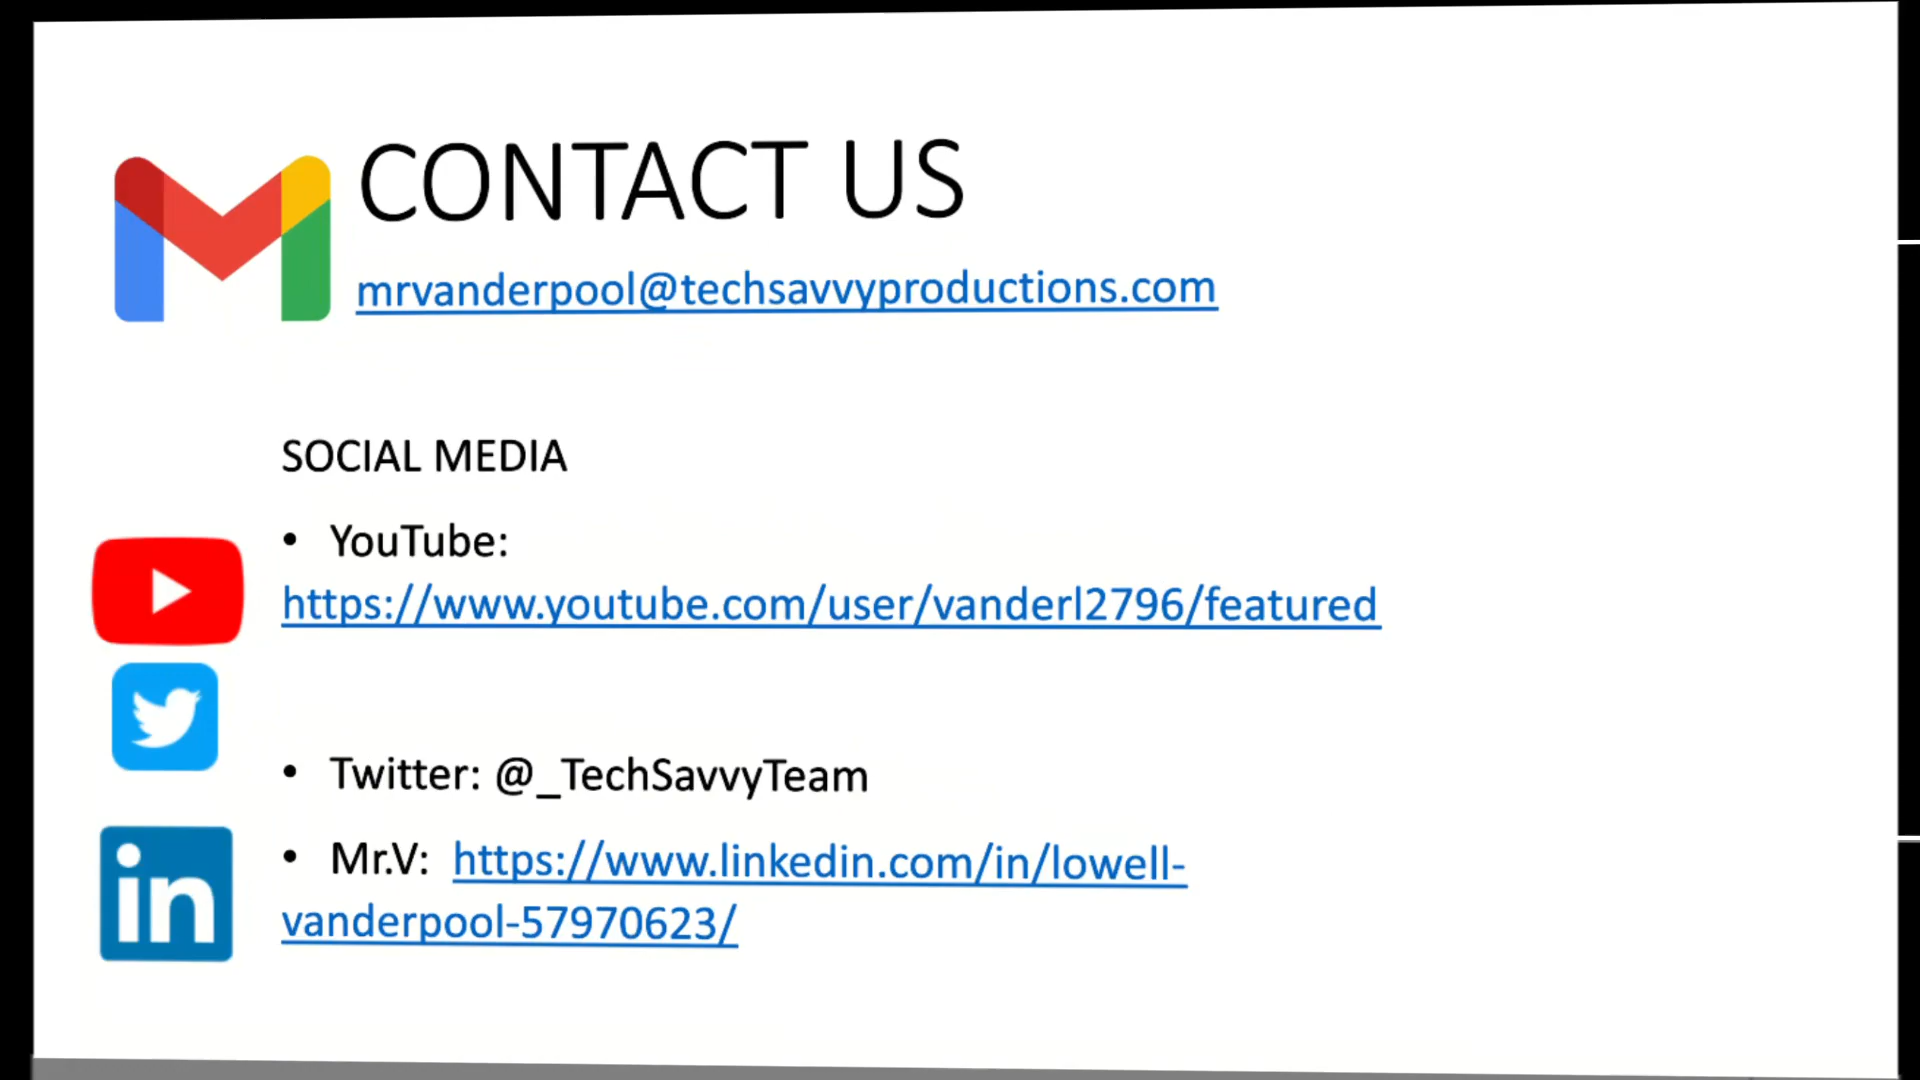 CONTACT US
mrvanderpool@techsavvyproductions.com
SOCIAL MEDIA
• YouTube:
https://www.youtube.com/user/vanderl2796/featured
• Twitter: @_TechSavvyTeam
• Mr.V: https://www.linkedin.com/in/lowell-
vanderpool-57970623/
in